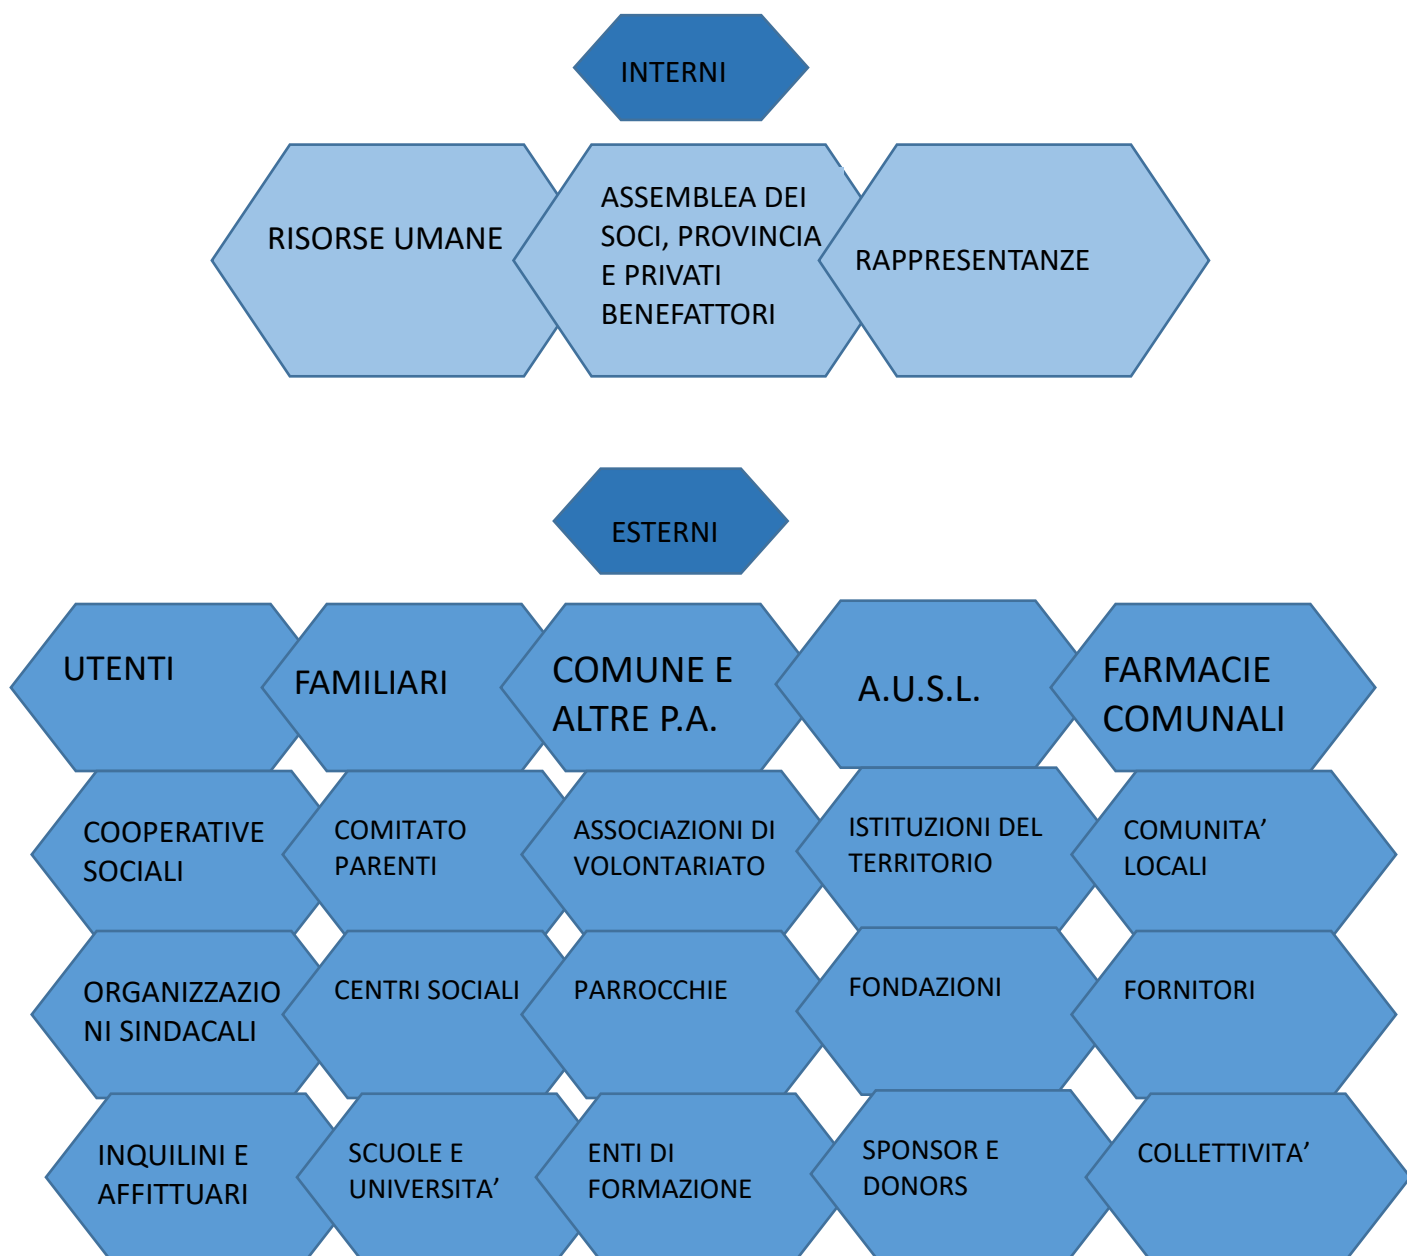 INTERNI
RISORSE UMANE
ASSEMBLEA DEI
SOCI, PROVINCIA
E PRIVATI
BENEFATTORI
RAPPRESENTANZE
ESTERNI
UTENTI
FAMILIARI
COMUNE E
ALTRE P.A.
A.U.S.L.
FARMACIE
COMUNALI
COOPERATIVE
SOCIALI
COMITATO
PARENTI
ASSOCIAZIONI DI
VOLONTARIATO
ISTITUZIONI DEL
TERRITORIO
COMUNITA’
LOCALI
ORGANIZZAZIO
NI SINDACALI
CENTRI SOCIALI
PARROCCHIE
FONDAZIONI
FORNITORI
INQUILINI E
AFFITTUARI
SCUOLE E
UNIVERSITA’
ENTI DI
FORMAZIONE
SPONSOR E
DONORS
COLLETTIVITA’